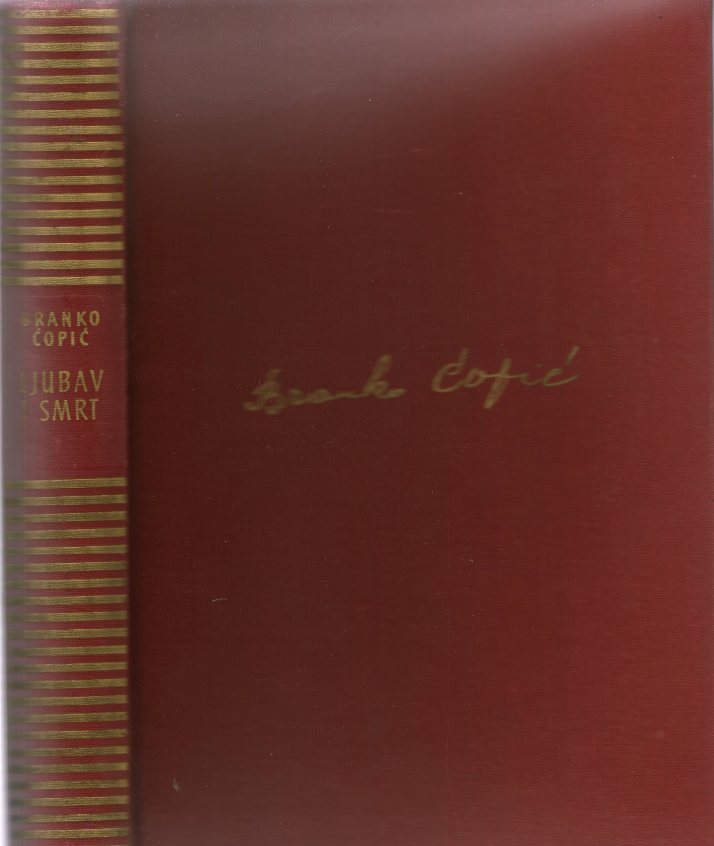 BRANKO
ĆOPIĆ
LJUBAV
I SMRT
Branko Ćopić